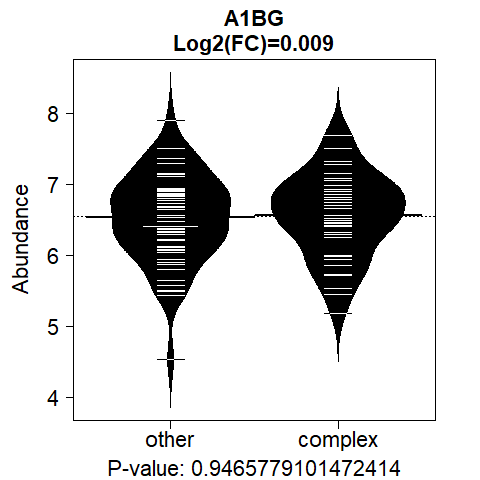 A1BG
Log2(FC)=0.009
Abundance
8
7
6
5
4
other complex
P-value: 0.9465779101472414